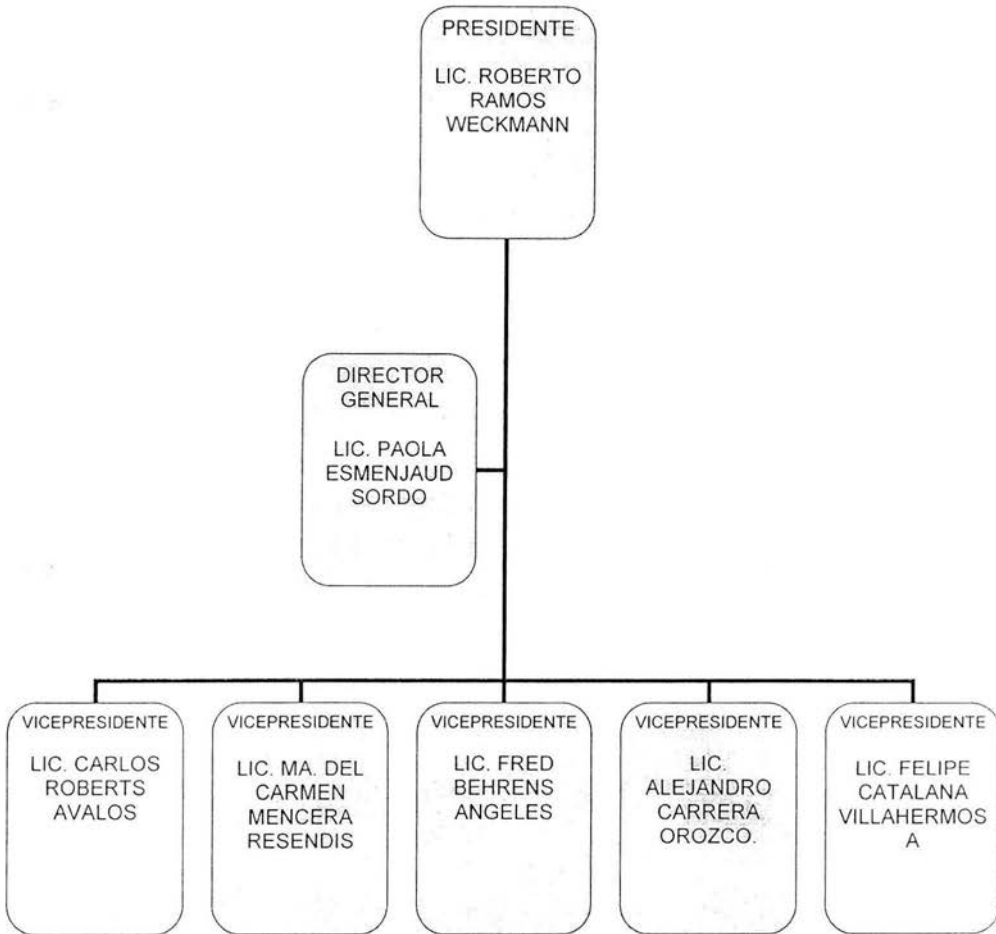 PRESIDENTE
LIC. ROBERTO
RAMOS
WECKMANN
DIRECTOR
GENERAL
LIC. PAOLA
ESMENJAUD
SORDO
VICEPRESIDENTE
LIC. CARLOS
ROBERTS
AVALOS
VICEPRESIDENTE
LIC. MA. DEL
CARMEN
MENCERA
RESENDIS
VICEPRESIDENTE
LIC. FRED
BEHRENS
ANGELES
VICEPRESIDENTE
LIC.
ALEJANDRO
CARRERA
OROZCO.
VICEPRESIDENTE
LIC. FELIPE
CATALANA
VILLAHERMOS
A